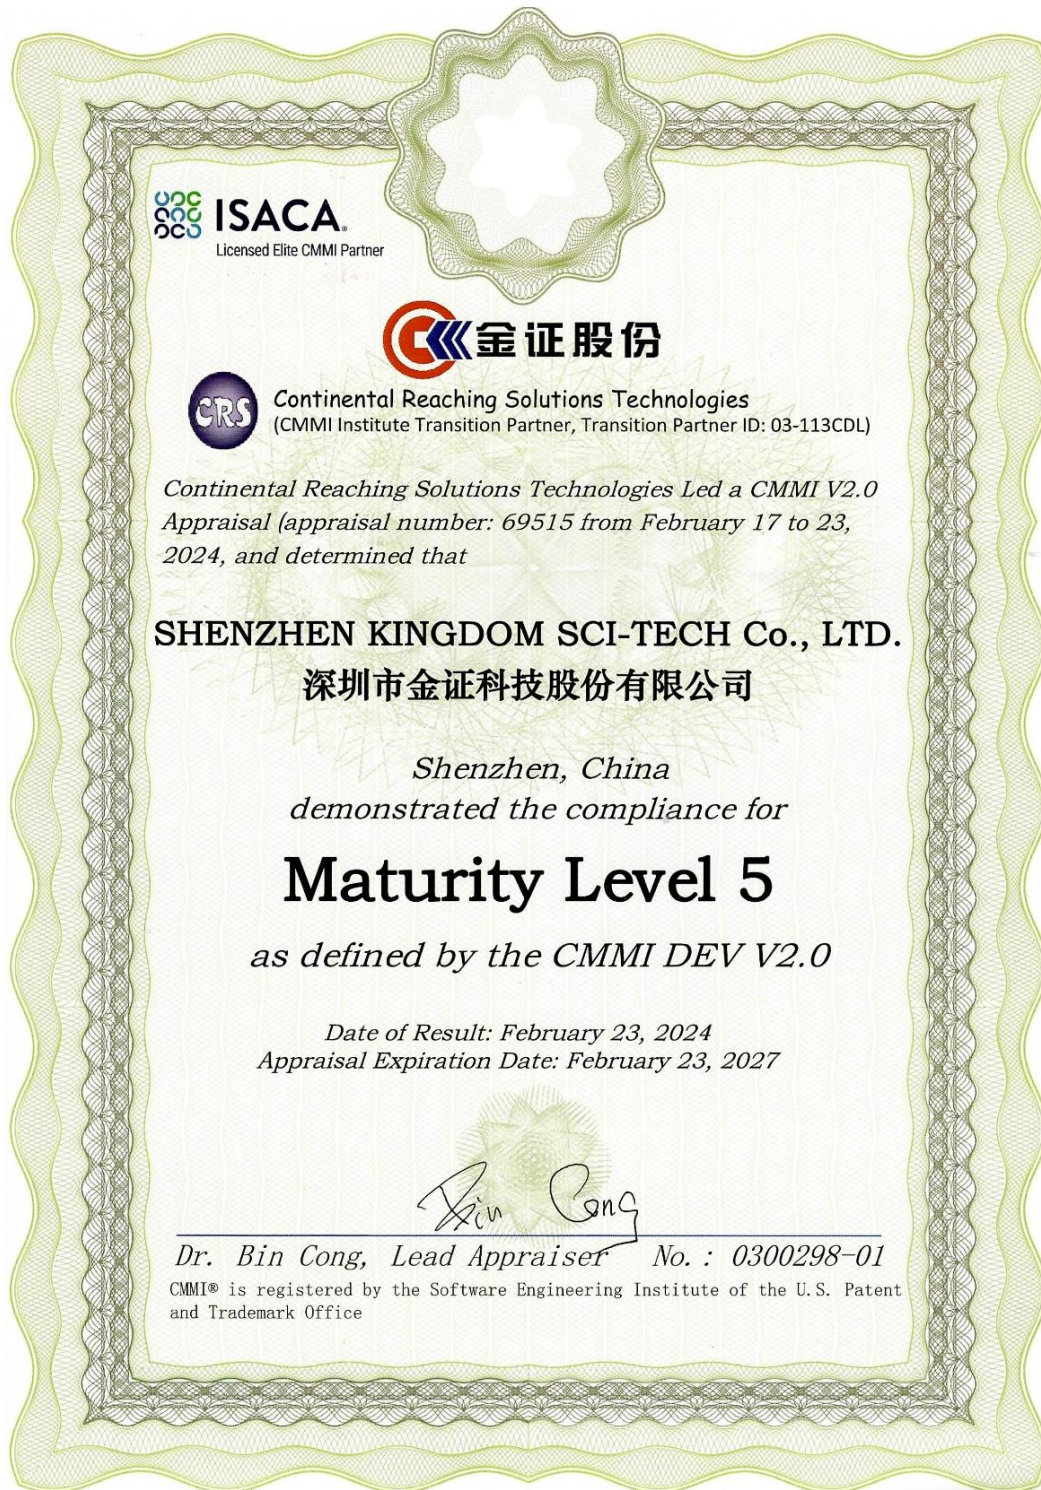 ISACA.
Licensed Elite CMMI Partner
金证股份
CRS
Continental Reaching Solutions Technologies
(CMMI Institute Transition Partner, Transition Partner ID: 03-113CDL)
Continental Reaching Solutions Technologies Led a CMMI V2.0
Appraisal (appraisal number: 69515 from February 17 to 23,
2024, and determined that
SHENZHEN KINGDOM SCI-TECH Co., LTD.
深圳市金证科技股份有限公司
Shenzhen, China
demonstrated the compliance for
Maturity Level 5
as defined by the CMMI DEV V2.0
Date of Result: February 23, 2024
Appraisal Expiration Date: February 23, 2027
Bin Cong
Dr. Bin Cong, Lead Appraiser No.: 0300298-01
CMMI® is registered by the Software Engineering Institute of the U.S. Patent
and Trademark Office